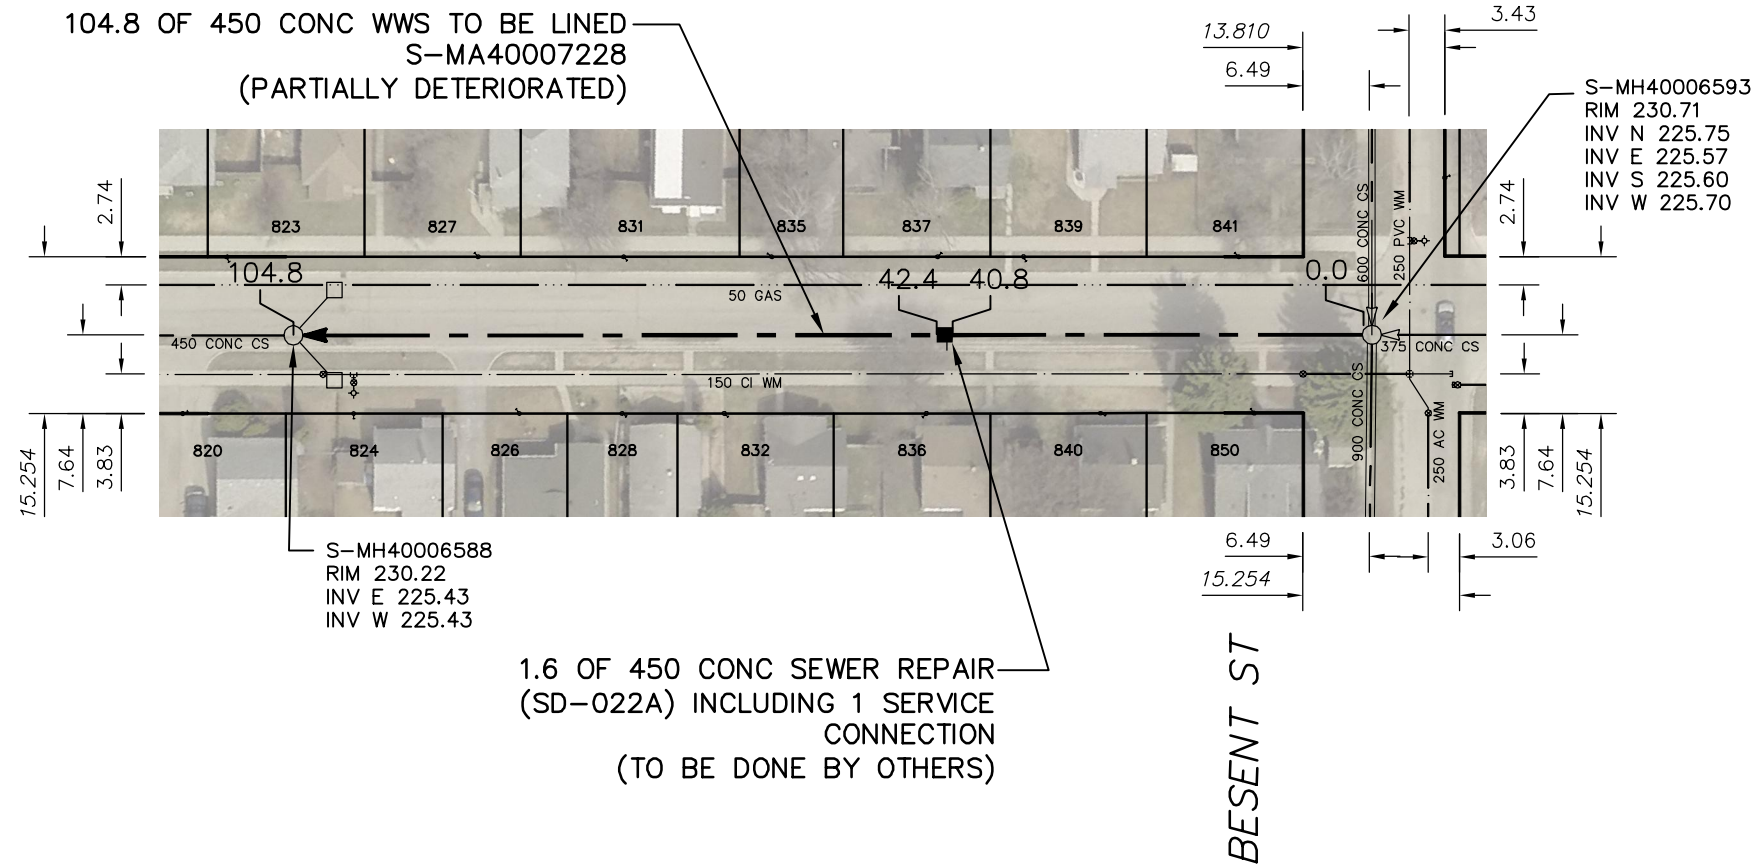 104.8 OF 450 CONC WWS TO BE LINED
S-MA40007228
(PARTIALLY DETERIORATED)
13.810
3.43
6.49
S-MH40006593
RIM 230.71
INV N 225.75
INV E 225.57
INV S 225.60
INV W 225.70
2.74
823
827
831
835
837
839
841
600 CONC CS
250 PVC WM
2.74
104.8
42.4
40.8
0.0
50 GAS
450 CONC CS
375 CONC CS
150 CI WM
900 CONC CS
250 AC WM
820
824
826
828
832
836
840
850
15.254
7.64
3.83
3.83
7.64
15.254
S-MH40006588
RIM 230.22
INV E 225.43
INV W 225.43
6.49
3.06
15.254
1.6 OF 450 CONC SEWER REPAIR
(SD-022A) INCLUDING 1 SERVICE
CONNECTION
(TO BE DONE BY OTHERS)
BESENT ST